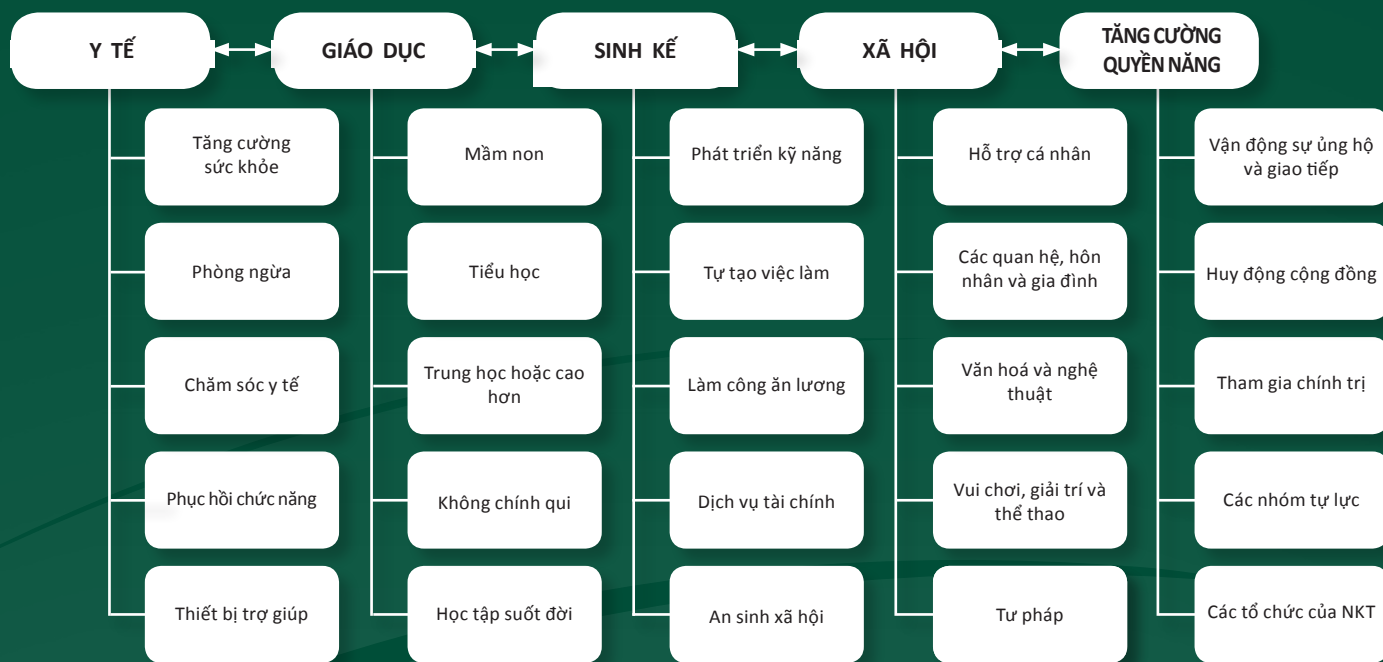 Y TẾ
GIÁO DỤC
SINH KẾ
XÃ HỘI
TĂNG CƯỜNG
QUYỀN NĂNG
Tăng cường
sức khỏe
Phòng ngừa
Chăm sóc y tế
Phục hồi chức năng
Thiết bị trợ giúp
Mầm non
Tiểu học
Trung học hoặc cao
hơn
Không chính qui
Học tập suốt đời
Phát triển kỹ năng
Tự tạo việc làm
Làm công ăn lương
Dịch vụ tài chính
An sinh xã hội
Hỗ trợ cá nhân
Các quan hệ, hôn
nhân và gia đình
Văn hoá và nghệ
thuật
Vui chơi, giải trí và
thể thao
Tư pháp
Vận động sự ủng hộ
và giao tiếp
Huy động cộng đồng
Tham gia chính trị
Các nhóm tự lực
Các tổ chức của NKT